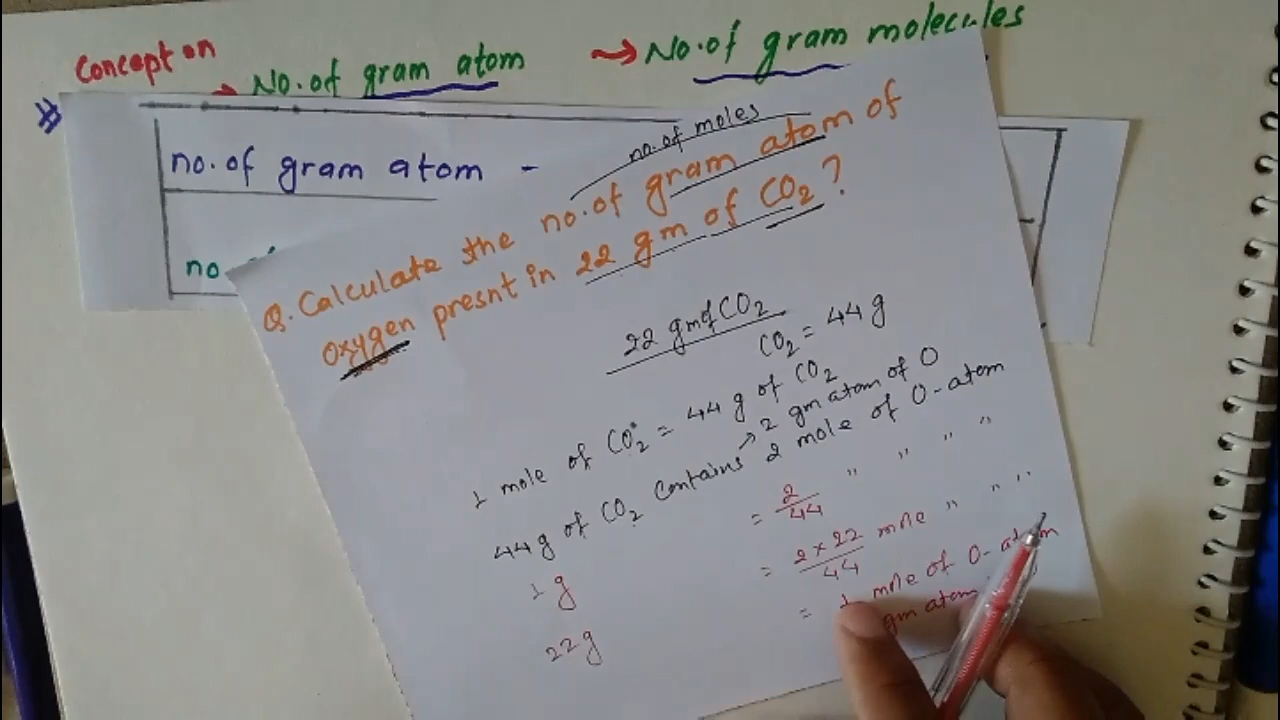 Concept on
→ No. of gram atom → No. of gram molecules
no. of gram atom -
no.
no. of moles
Q. Calculate the no. of gram atom of
oxygen presnt in 22 gm of CO₂ ?
22 gm of CO₂
CO₂ = 44 g
1 mole of CO₂ = 44 g of CO₂
→ 2 gm atom of O
44 g of CO₂ contains 2 mole of O-atom
1 g = 2/44 " " " "
22 g = 2 × 22/44 mole " " " "
= 1 mole of O-atom
gm atom